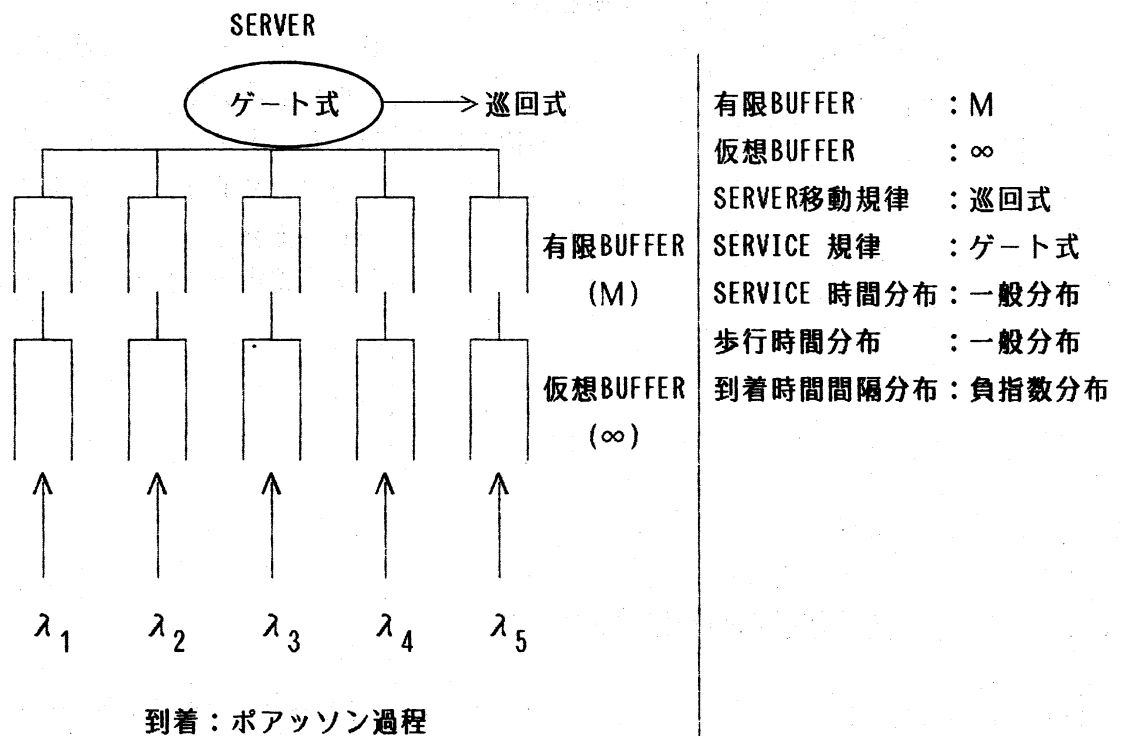 SERVER
ゲート式
巡回式
有限BUFFER
(M)
仮想BUFFER
(∞)
λ1 λ2 λ3 λ4 λ5
到着：ポアッソン過程
有限BUFFER ：M
仮想BUFFER ：∞
SERVER移動規律 ：巡回式
SERVICE 規律 ：ゲート式
SERVICE 時間分布：一般分布
歩行時間分布 ：一般分布
到着時間間隔分布：負指数分布